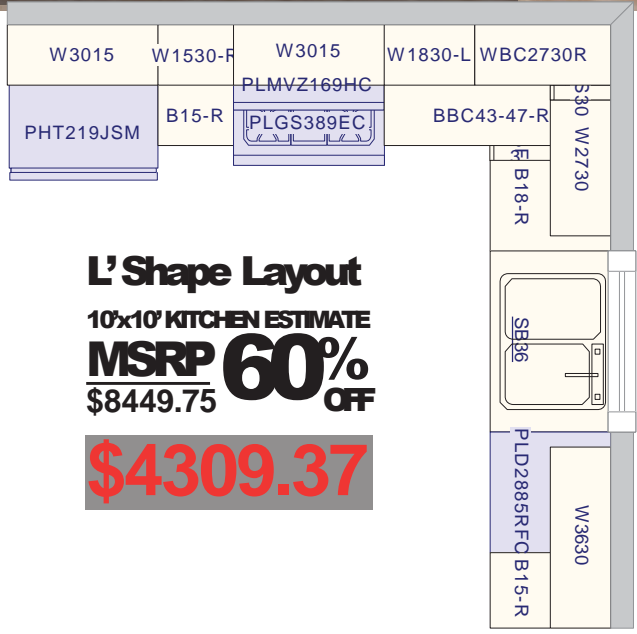 W3015
W1530-R
W3015
W1830-L
WBC2730R
PLMVZ169HC
PHT219JSM
B15-R
PLGS389EC
BBC43-47-R
S30
W2730
B18-R
L' Shape Layout
10'x10' KITCHEN ESTIMATE
MSRP
$8449.75
60%
OFF
$4309.37
SB36
PLD2885RFC
W3630
B15-R